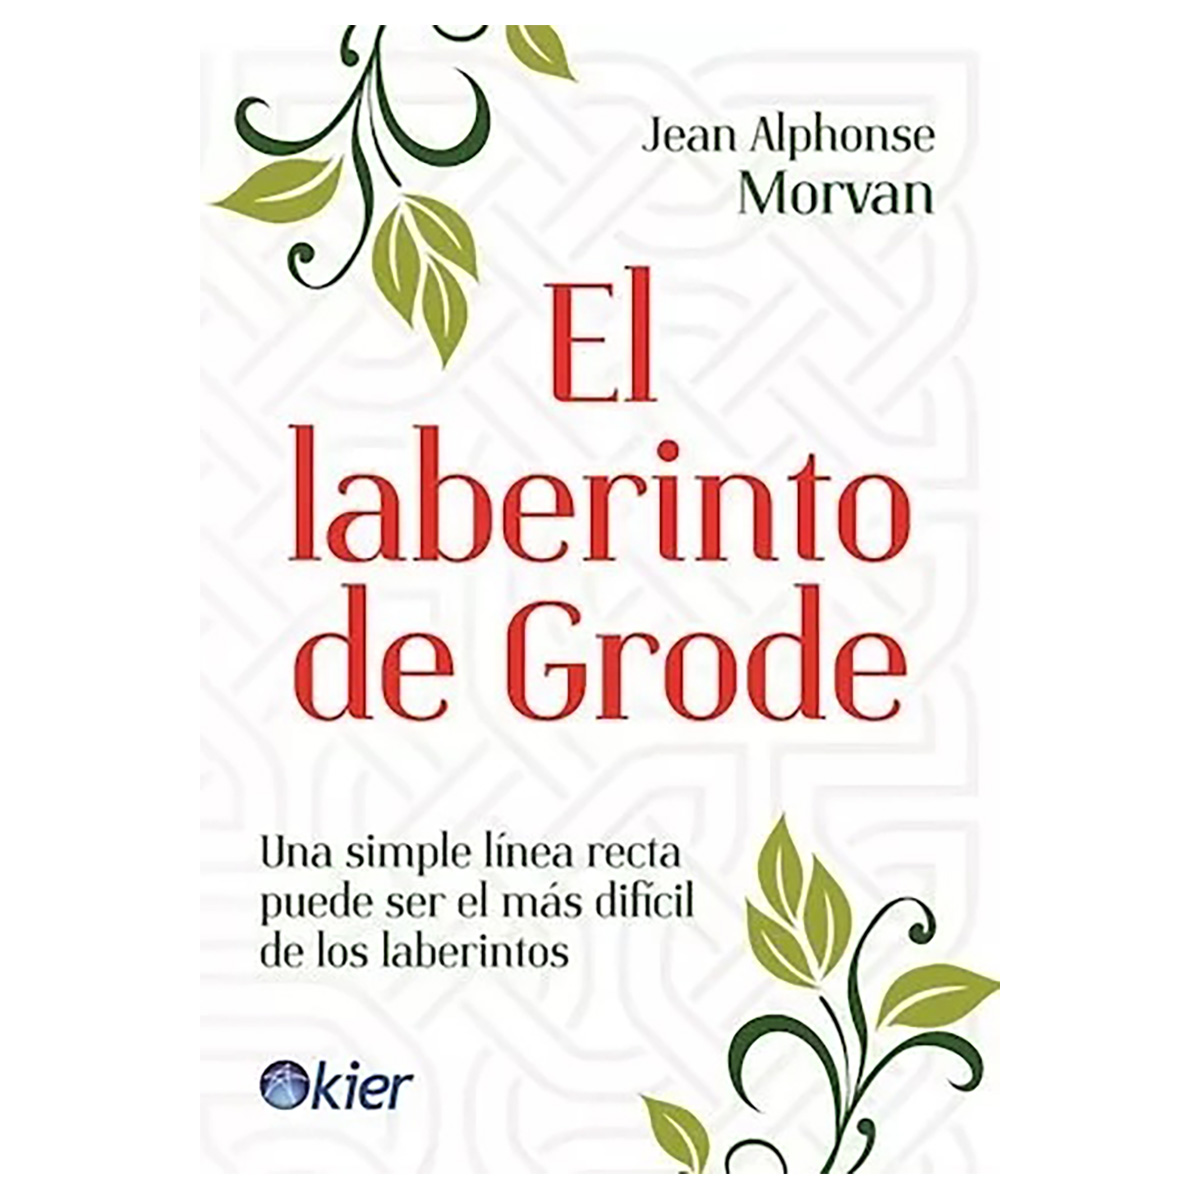 Jean Alphonse
Morvan
El
laberinto
de Grode
Una simple línea recta
puede ser el más difícil
de los laberintos
kier